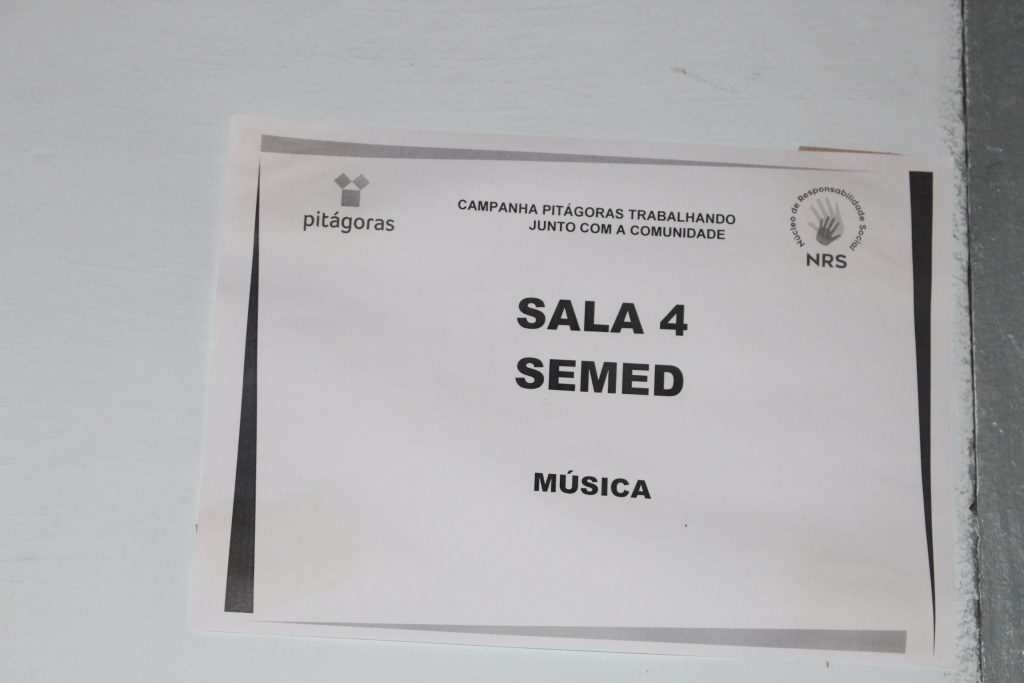 pitágoras
CAMPANHA PITÁGORAS TRABALHANDO
JUNTO COM A COMUNIDADE
Núcleo de Responsabilidade Social
NRS
SALA 4
SEMED
MÚSICA